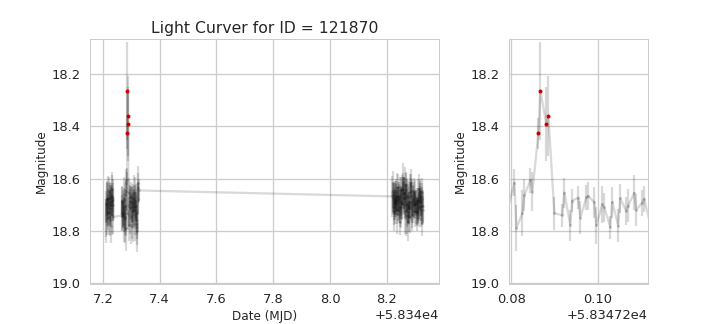 Light Curver for ID = 121870
Magnitude
18.2
18.4
18.6
18.8
19.0
7.2 7.4 7.6 7.8 8.0 8.2
Date (MJD)
+5.834e4
Magnitude
18.2
18.4
18.6
18.8
19.0
0.08 0.10
+5.83472e4